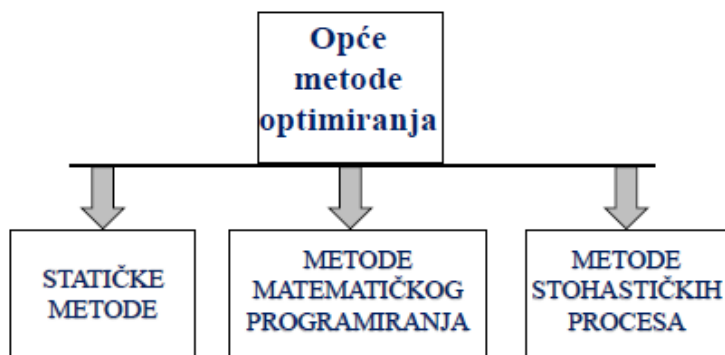 Opće
metode
optimiranja
STATIČKE
METODE
METODE
MATEMATIČKOG
PROGRAMIRANJA
METODE
STOHASTIČKIH
PROCESA